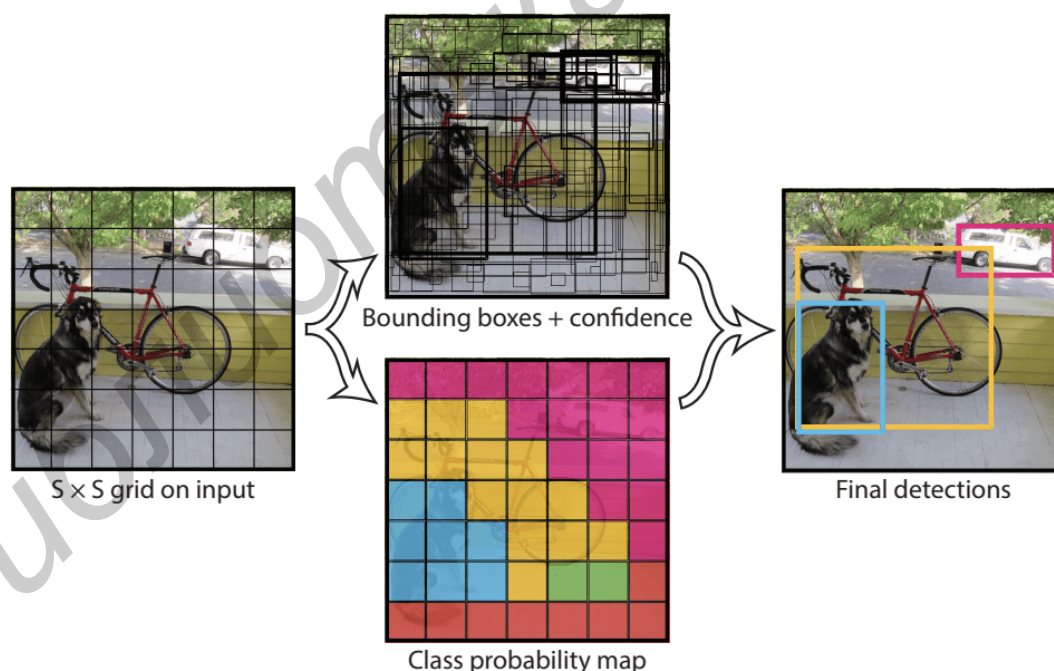 Bounding boxes + confidence
S × S grid on input
Final detections
Class probability map